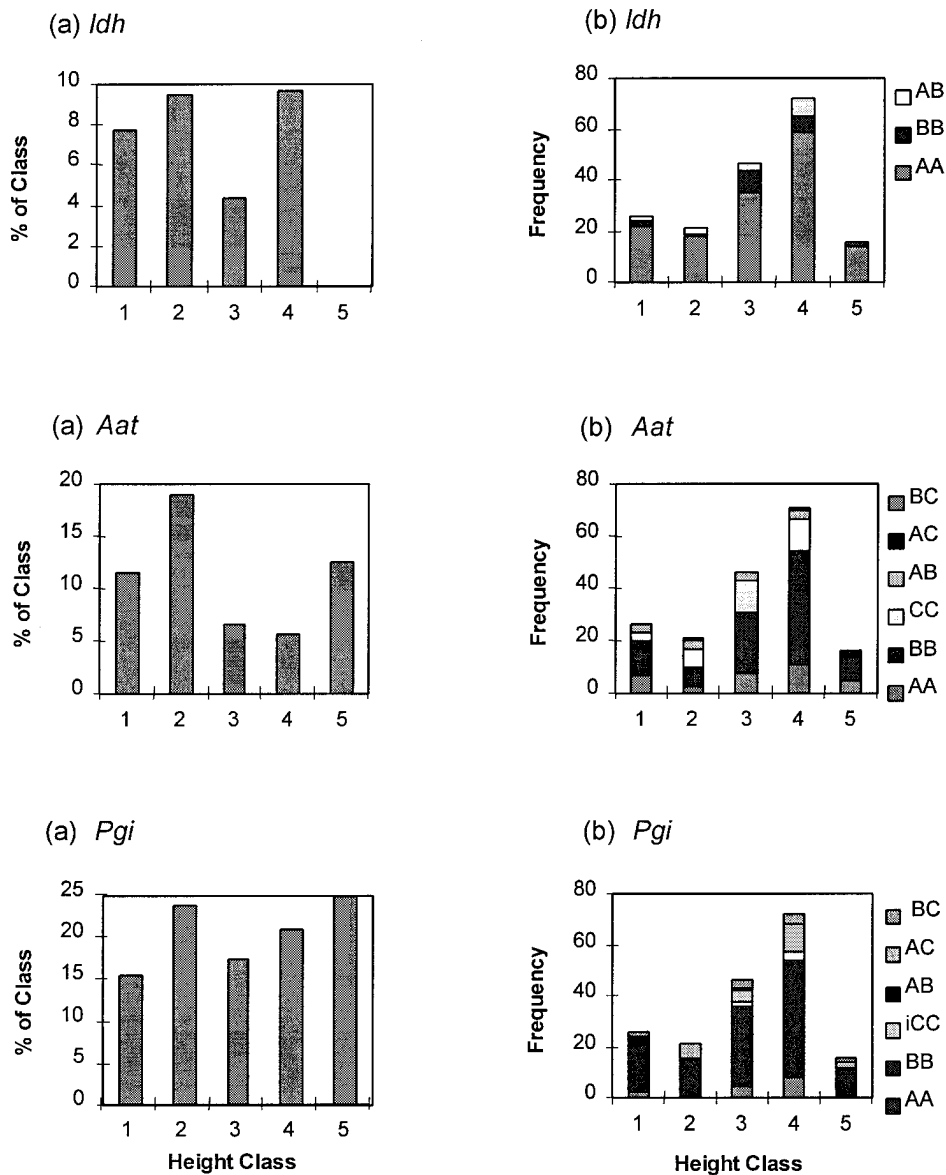 (a) Idh
% of Class
10
8
6
4
2
0
1 2 3 4 5
(b) Idh
Frequency
80
60
40
20
0
1 2 3 4 5
AB
BB
AA
(a) Aat
% of Class
20
15
10
5
0
1 2 3 4 5
(b) Aat
Frequency
80
60
40
20
0
1 2 3 4 5
BC
AC
AB
CC
BB
AA
(a) Pgi
% of Class
25
20
15
10
5
0
1 2 3 4 5
Height Class
(b) Pgi
Frequency
80
60
40
20
0
1 2 3 4 5
Height Class
BC
AC
AB
iCC
BB
AA